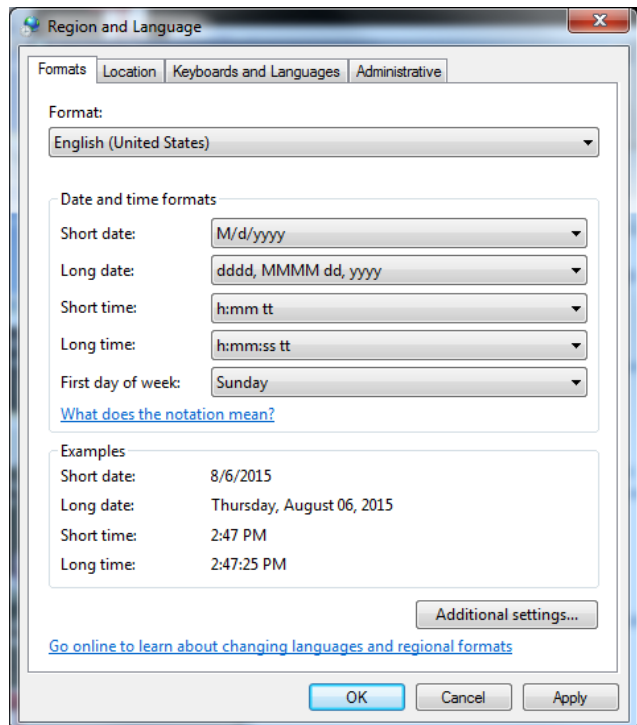 Region and Language
Formats Location Keyboards and Languages Administrative
Format:
English (United States)
Date and time formats
Short date: M/d/yyyy
Long date: dddd, MMMM dd, yyyy
Short time: h:mm tt
Long time: h:mm:ss tt
First day of week: Sunday
What does the notation mean?
Examples
Short date: 8/6/2015
Long date: Thursday, August 06, 2015
Short time: 2:47 PM
Long time: 2:47:25 PM
Additional settings...
Go online to learn about changing languages and regional formats
OK Cancel Apply